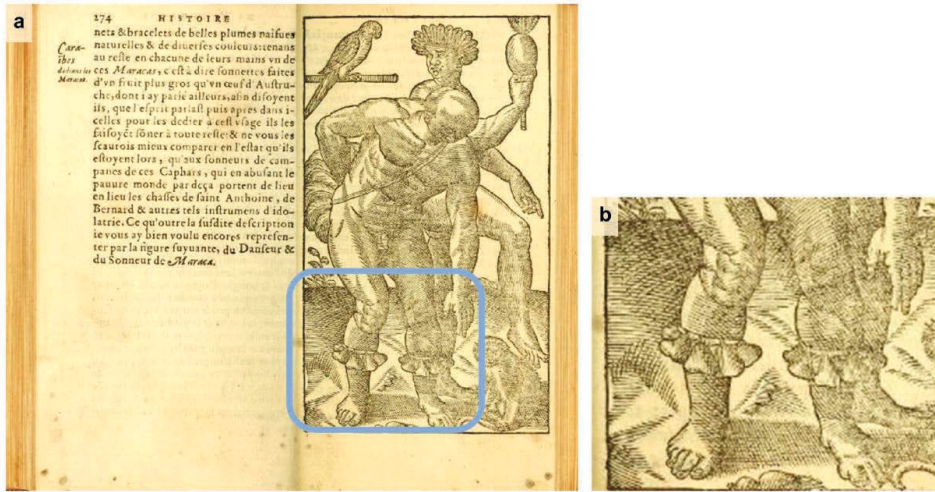 a
274 HISTOIRE
nets & bracelets de belles plumes naifues
naturelles & de diuerses couleurs: tenans
au reste en chacune de leurs mains vn de
ces Maracas, c'est à dire sonnettes faites
d'vn fruit plus gros qu'vn œuf d'Austru-
che, dont i'ay parlé ailleurs, afin disoyent
ils, que l'esprit parlast puis apres dans i-
celles pour les dedier à cest vsage ils les
faisoyẽt sõner à toute reste: & ne vous les
sçaurois mieux comparer en l'estat qu'ils
estoyent lors, qu'aux sonneurs de cam-
panes de ces Caphars, qui en abusant le
pauure monde par deça portent de lieu
en lieu les chasses de saint Anthoine, de
Bernard & autres tels instrumens d'ido-
latrie. Ce qu'outre la susdite description
ie vous ay bien voulu encores represen-
ter par la figure suyuante, du Danseur &
du Sonneur de Maraca.
Cara-
ibes
Maracas.
b